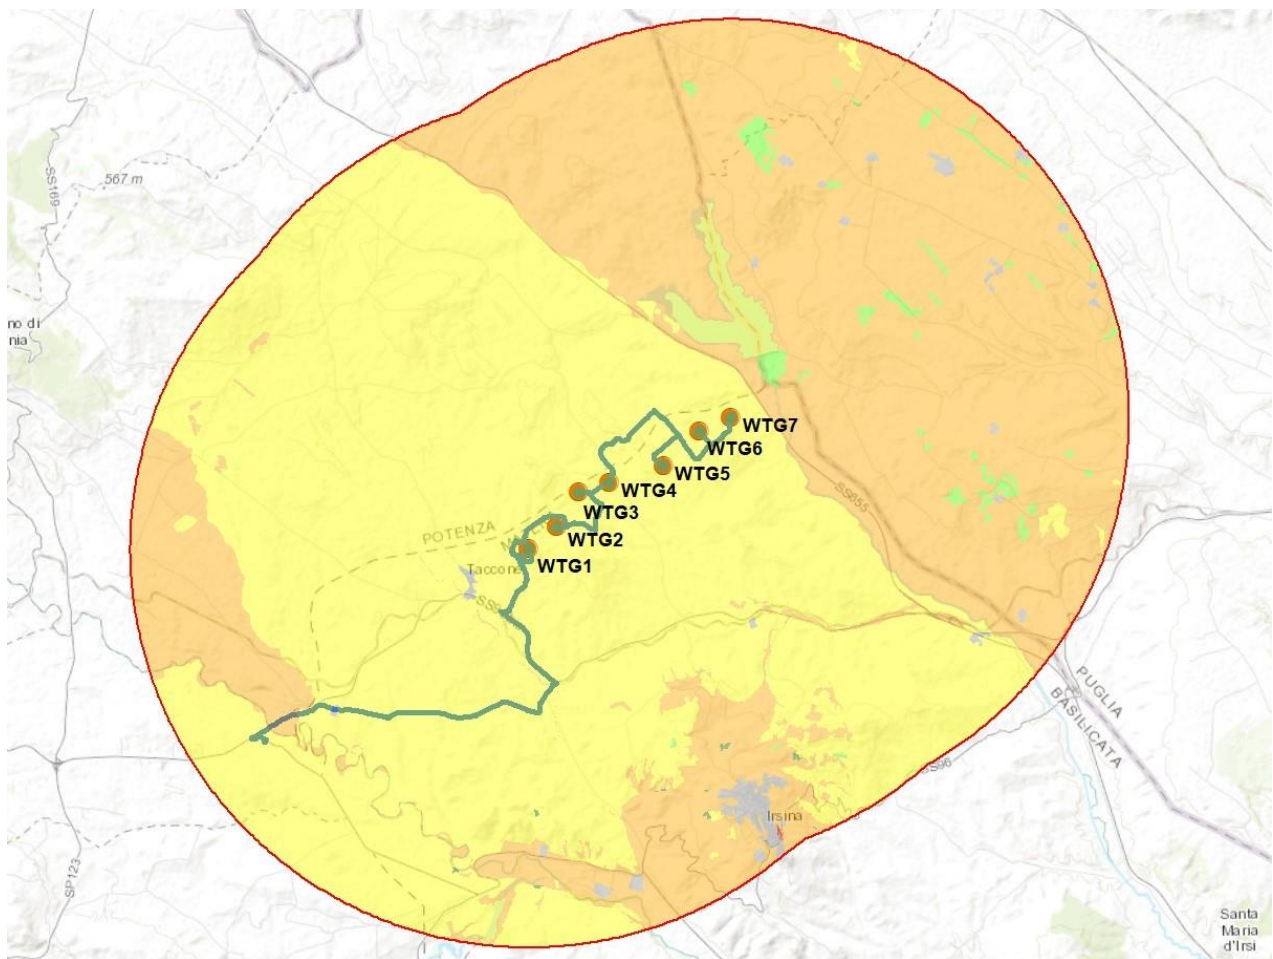 SS169
567 m
no di
nia
WTG7
WTG6
WTG5
WTG4
WTG3
WTG2
WTG1
POTENZA
Taccone
SS655
PUGLIA
BASILICATA
SS96
Irsina
SP123
Santa
Maria
d'Irsi